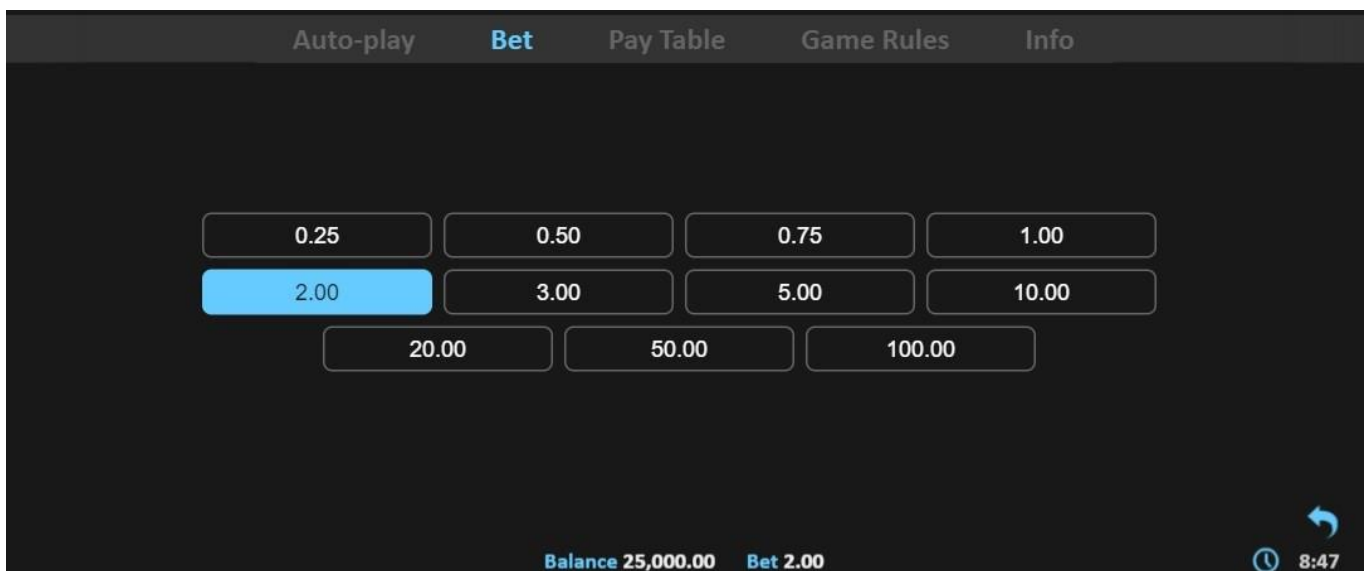 Auto-play Bet Pay Table Game Rules Info
0.25 0.50 0.75 1.00
2.00 3.00 5.00 10.00
20.00 50.00 100.00
Balance 25,000.00 Bet 2.00 8:47